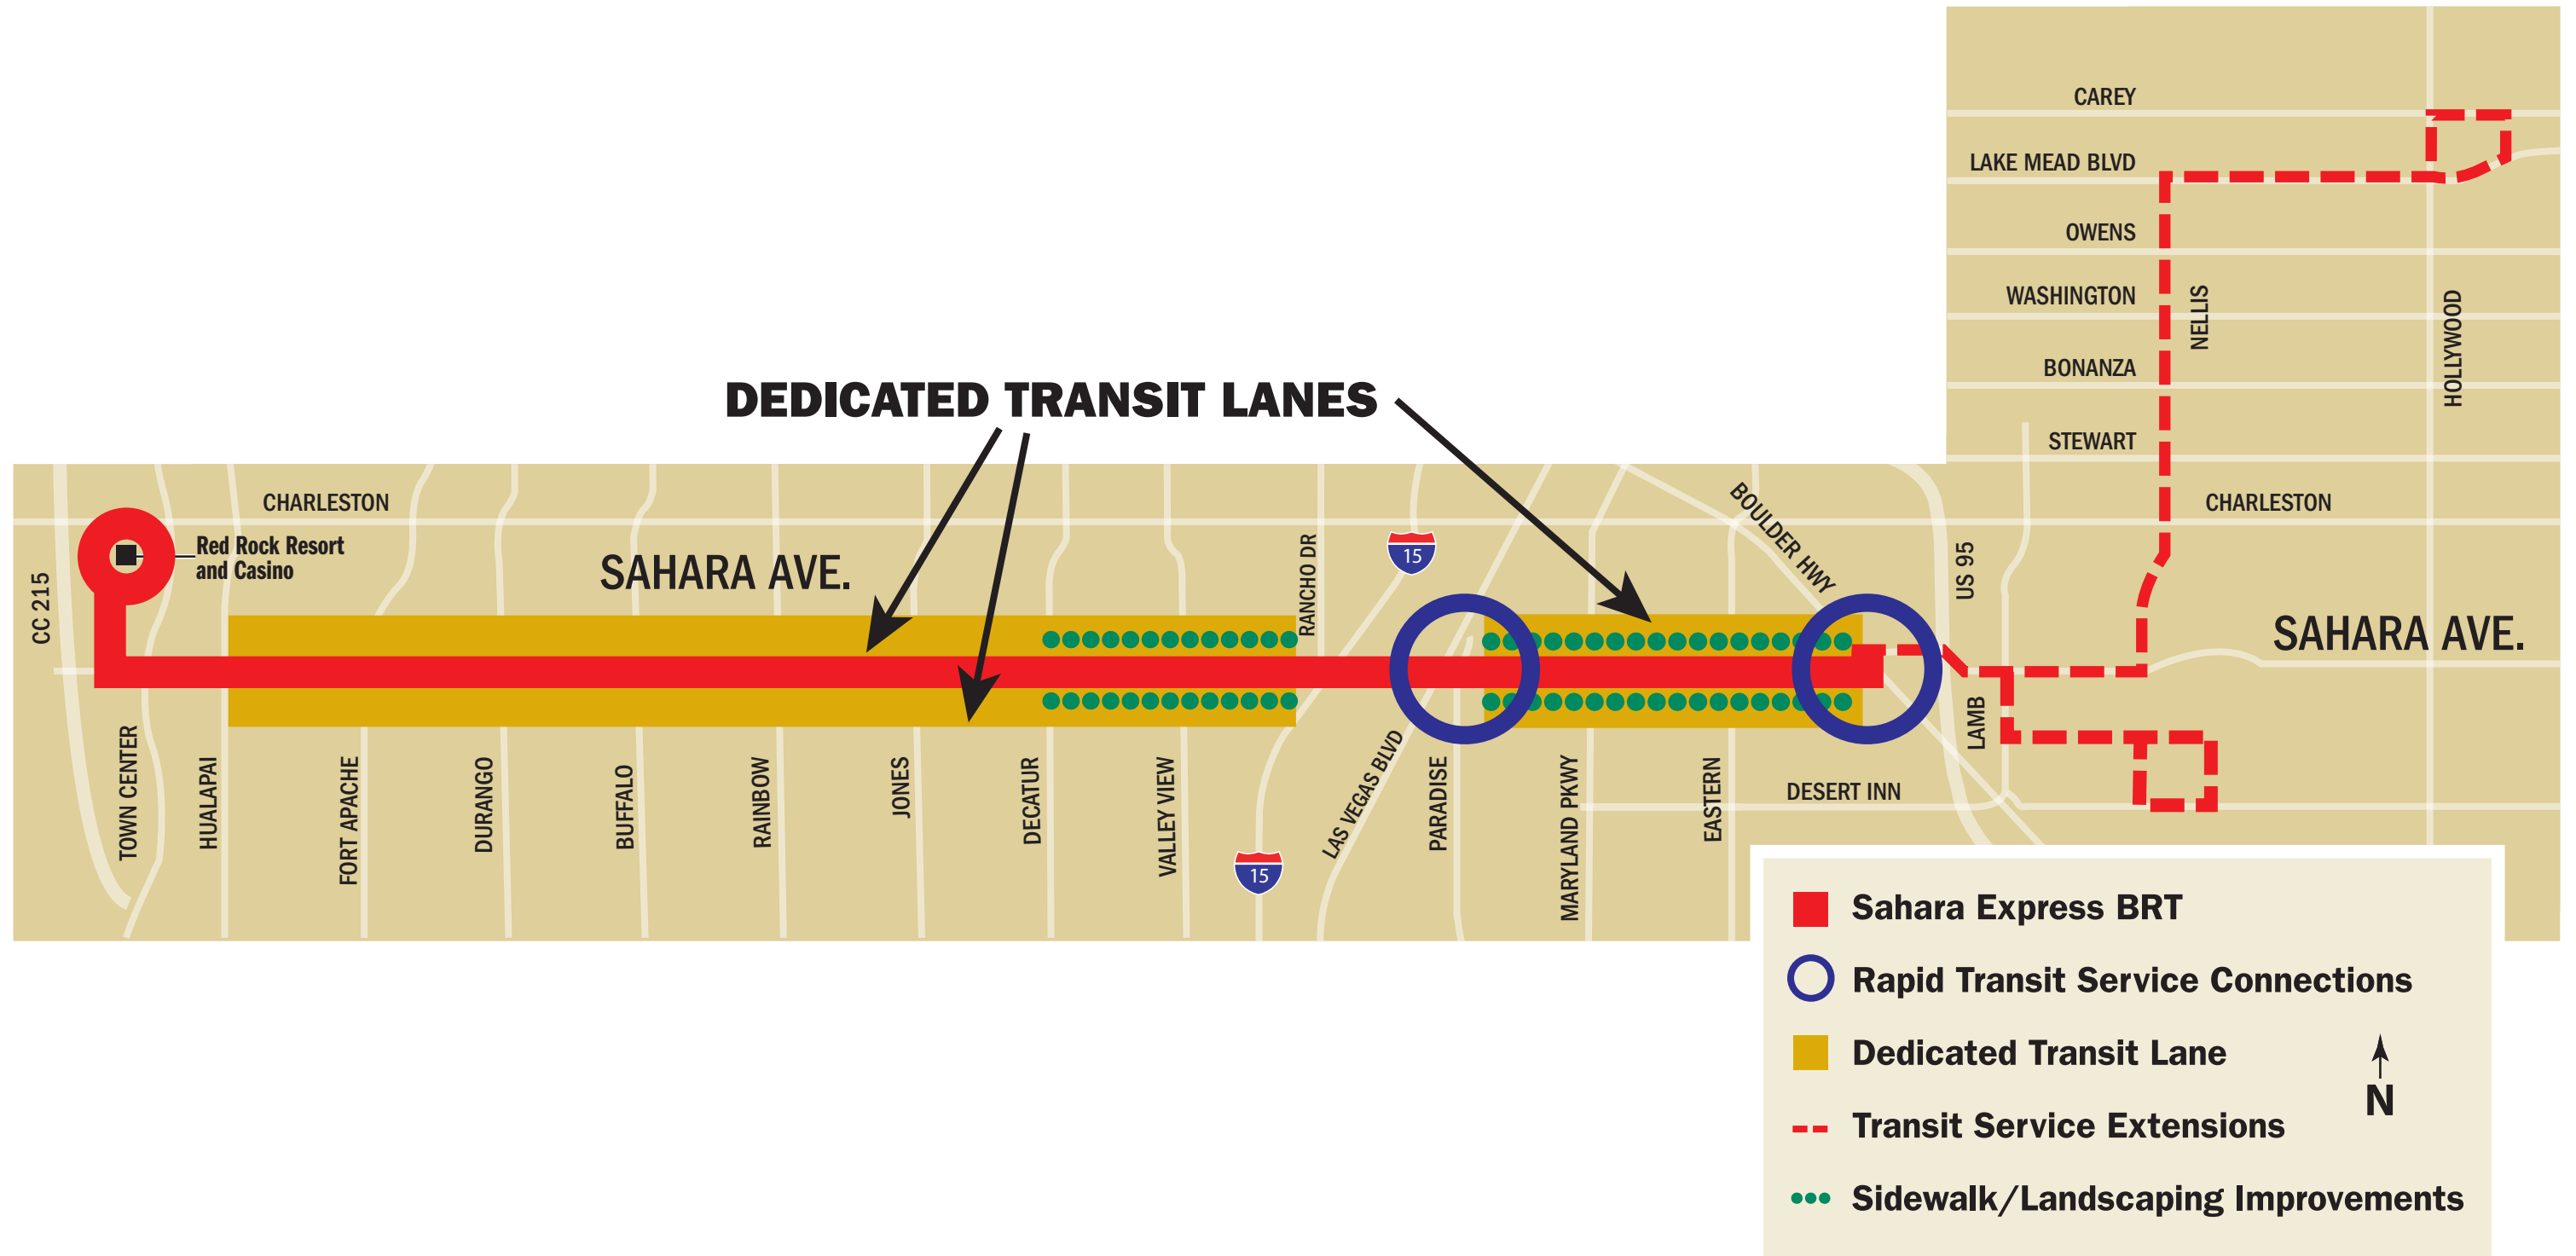 CAREY
LAKE MEAD BLVD
OWENS
WASHINGTON
NELLIS
HOLLYWOOD
BONANZA
DEDICATED TRANSIT LANES
STEWART
CHARLESTON
CHARLESTON
BOULDER HWY
Red Rock Resort
and Casino
SAHARA AVE.
CC 215
RANCHO DR
15
US 95
SAHARA AVE.
TOWN CENTER
HUALAPAI
FORT APACHE
DURANGO
BUFFALO
RAINBOW
JONES
DECATUR
VALLEY VIEW
15
LAS VEGAS BLVD
PARADISE
MARYLAND PKWY
EASTERN
DESERT INN
LAMB
Sahara Express BRT
Rapid Transit Service Connections
Dedicated Transit Lane
N
Transit Service Extensions
Sidewalk/Landscaping Improvements